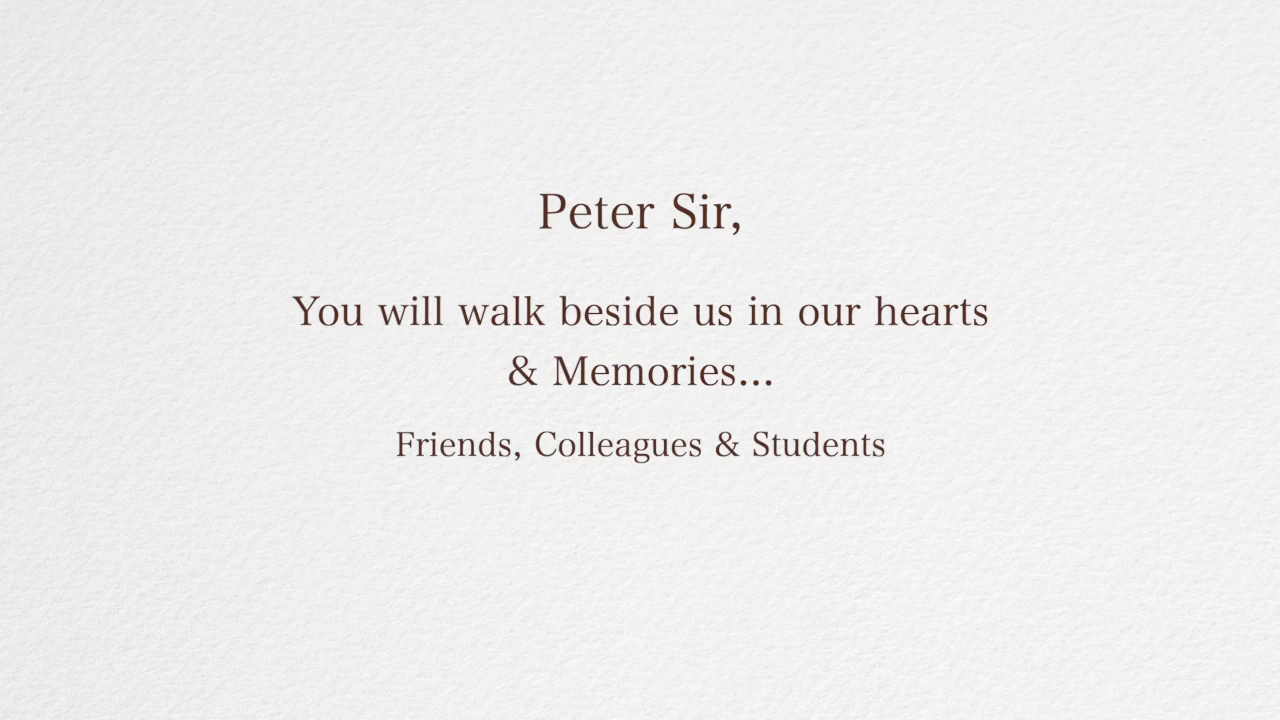 Peter Sir,
You will walk beside us in our hearts
& Memories...
Friends, Colleagues & Students